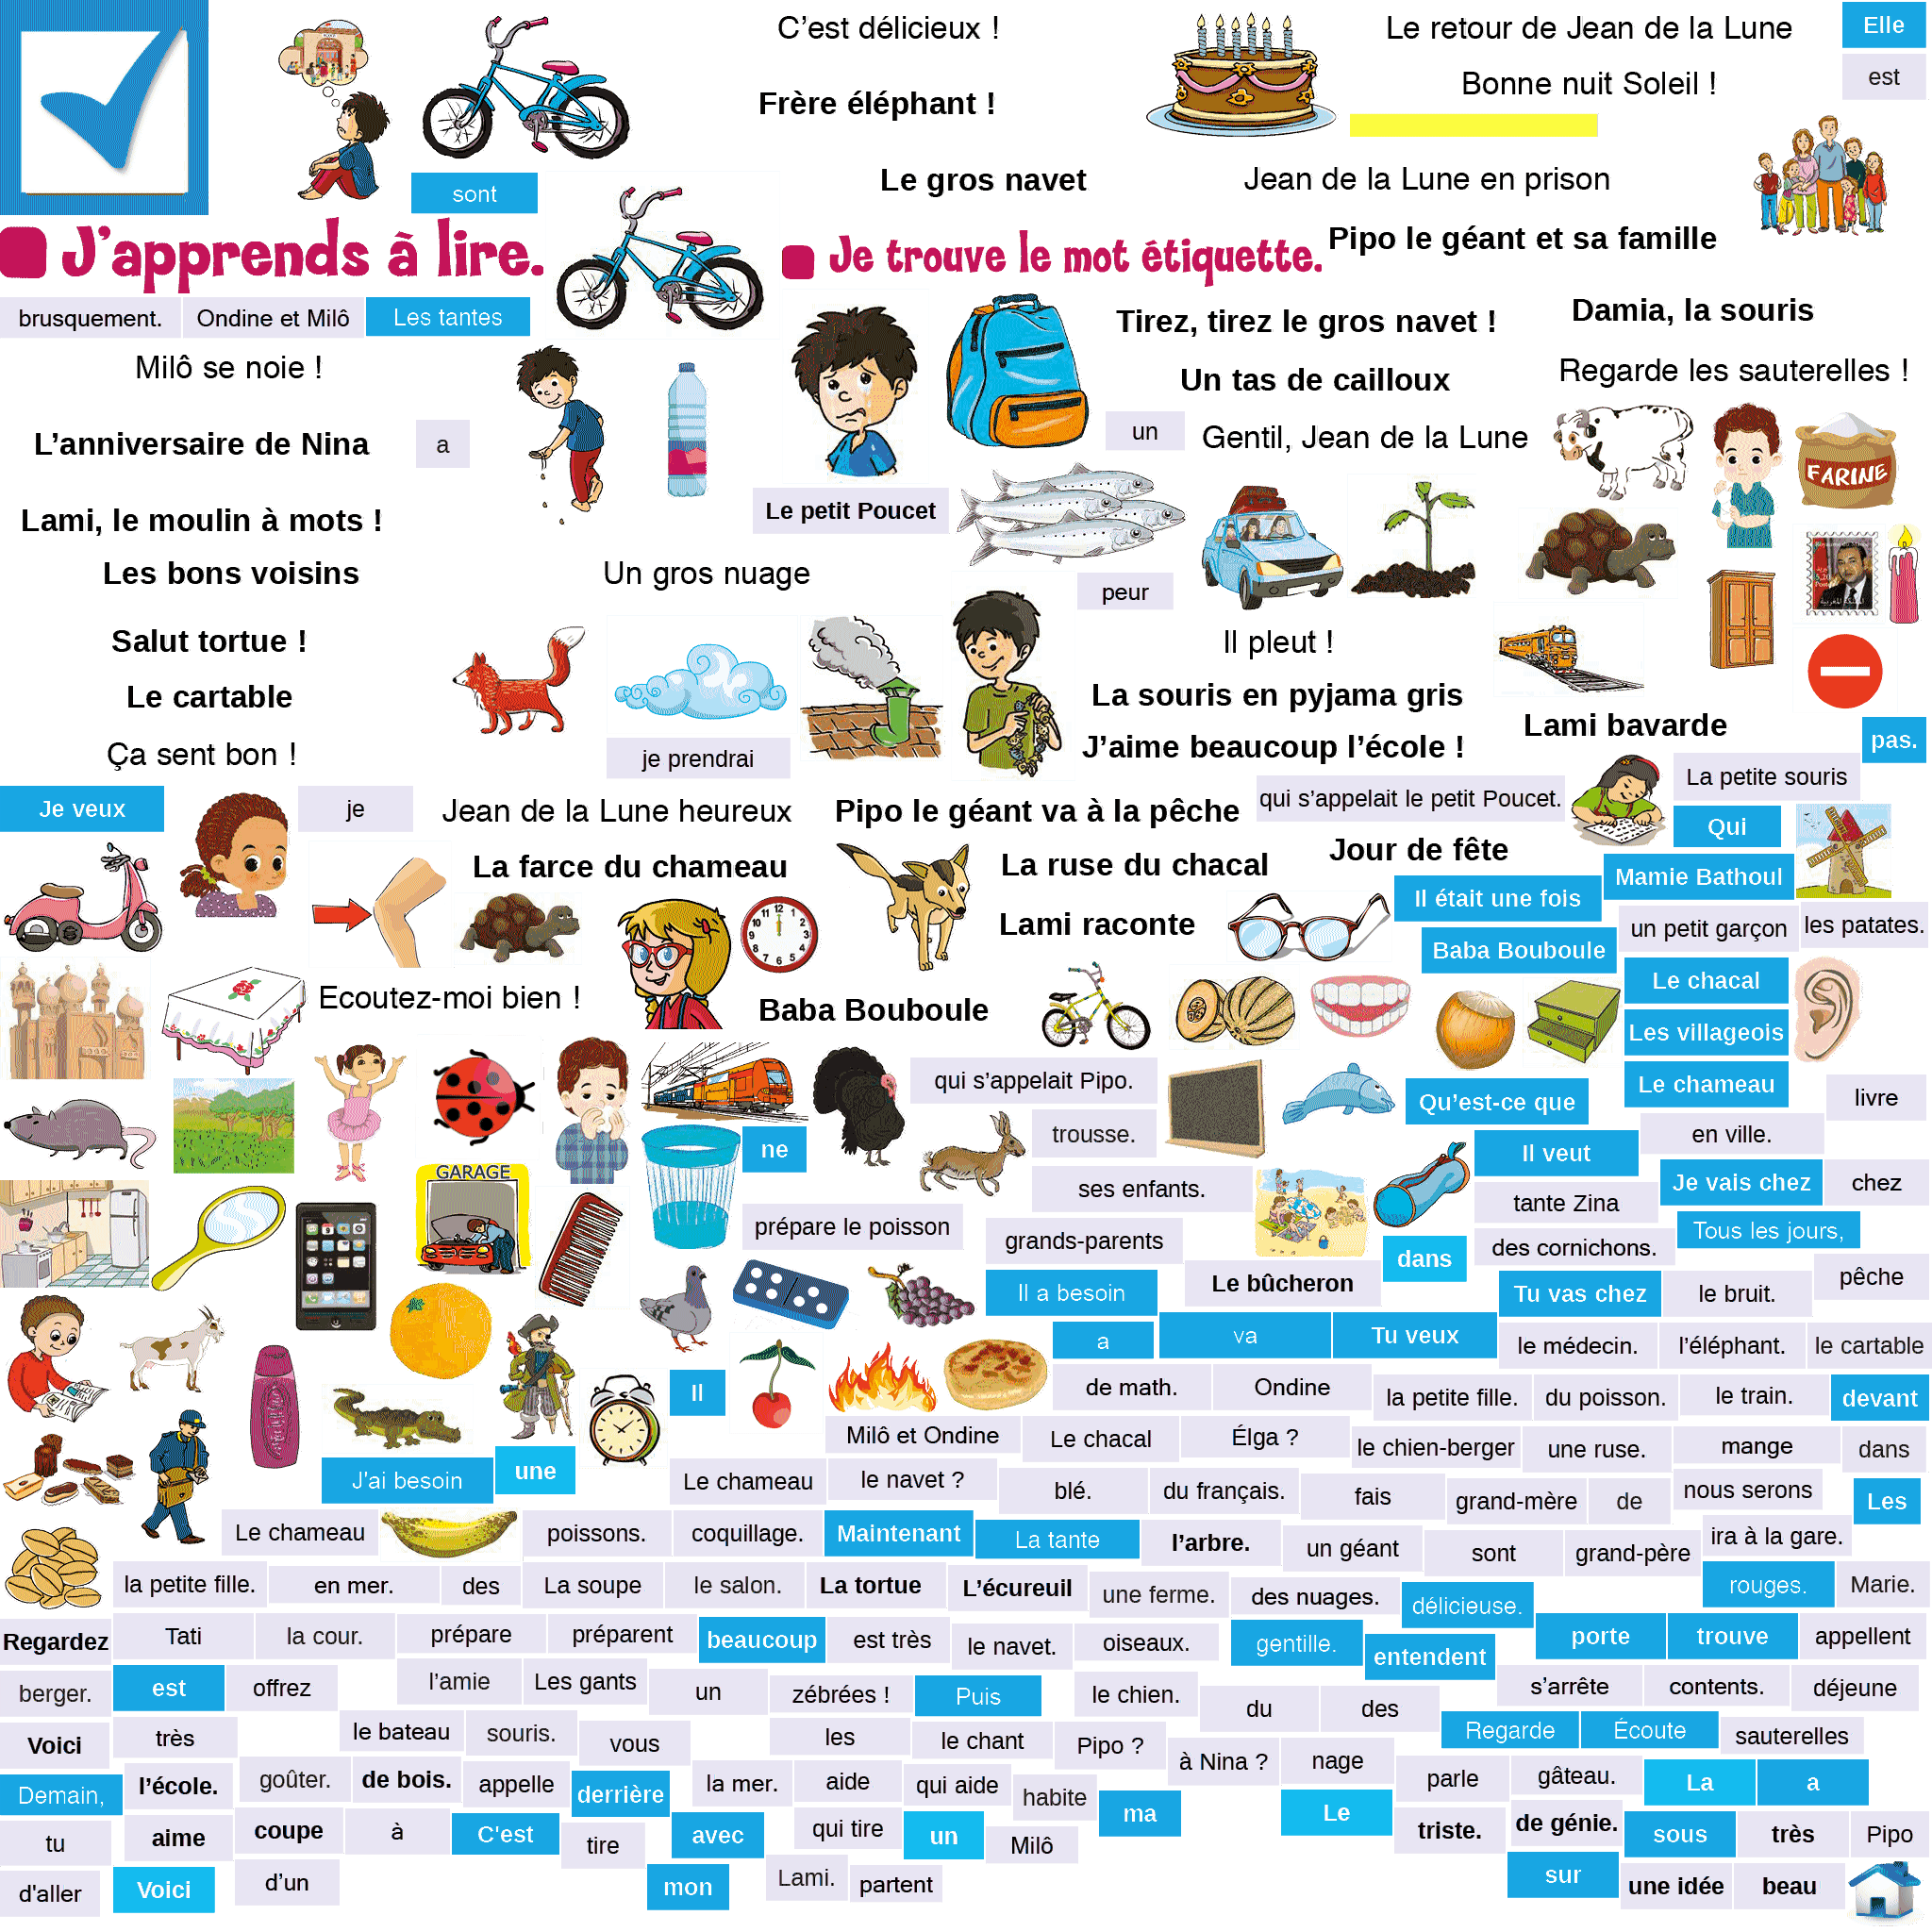 C’est délicieux !
Le retour de Jean de la Lune
Elle
Bonne nuit Soleil !
est
Frère éléphant !
sont
Le gros navet
Jean de la Lune en prison
J’apprends à lire.
Je trouve le mot étiquette.
Pipo le géant et sa famille
brusquement.
Ondine et Milô
Les tantes
Tirez, tirez le gros navet !
Damia, la souris
Milô se noie !
Un tas de cailloux
Regarde les sauterelles !
L’anniversaire de Nina
a
un
Gentil, Jean de la Lune
FARINE
Lami, le moulin à mots !
Le petit Poucet
Les bons voisins
Un gros nuage
peur
Salut tortue !
Il pleut !
Le cartable
La souris en pyjama gris
Lami bavarde
Ça sent bon !
je prendrai
J’aime beaucoup l’école !
pas.
La petite souris
Je veux
je
Jean de la Lune heureux
Pipo le géant va à la pêche
qui s’appelait le petit Poucet.
Qui
La farce du chameau
La ruse du chacal
Jour de fête
Mamie Bathoul
Il était une fois
Lami raconte
un petit garçon
les patates.
Baba Bouboule
Le chacal
Ecoutez-moi bien !
Baba Bouboule
Les villageois
qui s’appelait Pipo.
Le chameau
Qu’est-ce que
livre
trousse.
en ville.
ne
Il veut
GARAGE
ses enfants.
Je vais chez
chez
tante Zina
prépare le poisson
grands-parents
Tous les jours,
dans
des cornichons.
Il a besoin
Le bûcheron
Tu vas chez
le bruit.
pêche
a
va
Tu veux
le médecin.
l’éléphant.
le cartable
Il
de math.
Ondine
la petite fille.
du poisson.
le train.
devant
Milô et Ondine
Le chacal
Élga ?
le chien-berger
une ruse.
mange
dans
J'ai besoin
une
Le chameau
le navet ?
blé.
du français.
fais
grand-mère
de
nous serons
Les
Le chameau
poissons.
coquillage.
Maintenant
La tante
l’arbre.
un géant
sont
grand-père
ira à la gare.
la petite fille.
en mer.
des
La soupe
le salon.
La tortue
L’écureuil
une ferme.
des nuages.
délicieuse.
rouges.
Marie.
Regardez
Tati
la cour.
prépare
préparent
beaucoup
est très
le navet.
oiseaux.
gentille.
entendent
porte
trouve
appellent
berger.
est
offrez
l’amie
Les gants
un
zébrées !
Puis
le chien.
du
des
s’arrête
contents.
déjeune
Voici
très
le bateau
souris.
vous
les
le chant
Pipo ?
à Nina ?
nage
Regarde
Écoute
sauterelles
Demain,
l’école.
goûter.
de bois.
appelle
derrière
la mer.
aide
qui aide
habite
ma
Le
parle
gâteau.
La
a
tu
aime
coupe
à
C'est
tire
avec
qui tire
un
Milô
triste.
de génie.
sous
très
Pipo
d'aller
Voici
d’un
mon
Lami.
partent
sur
une idée
beau